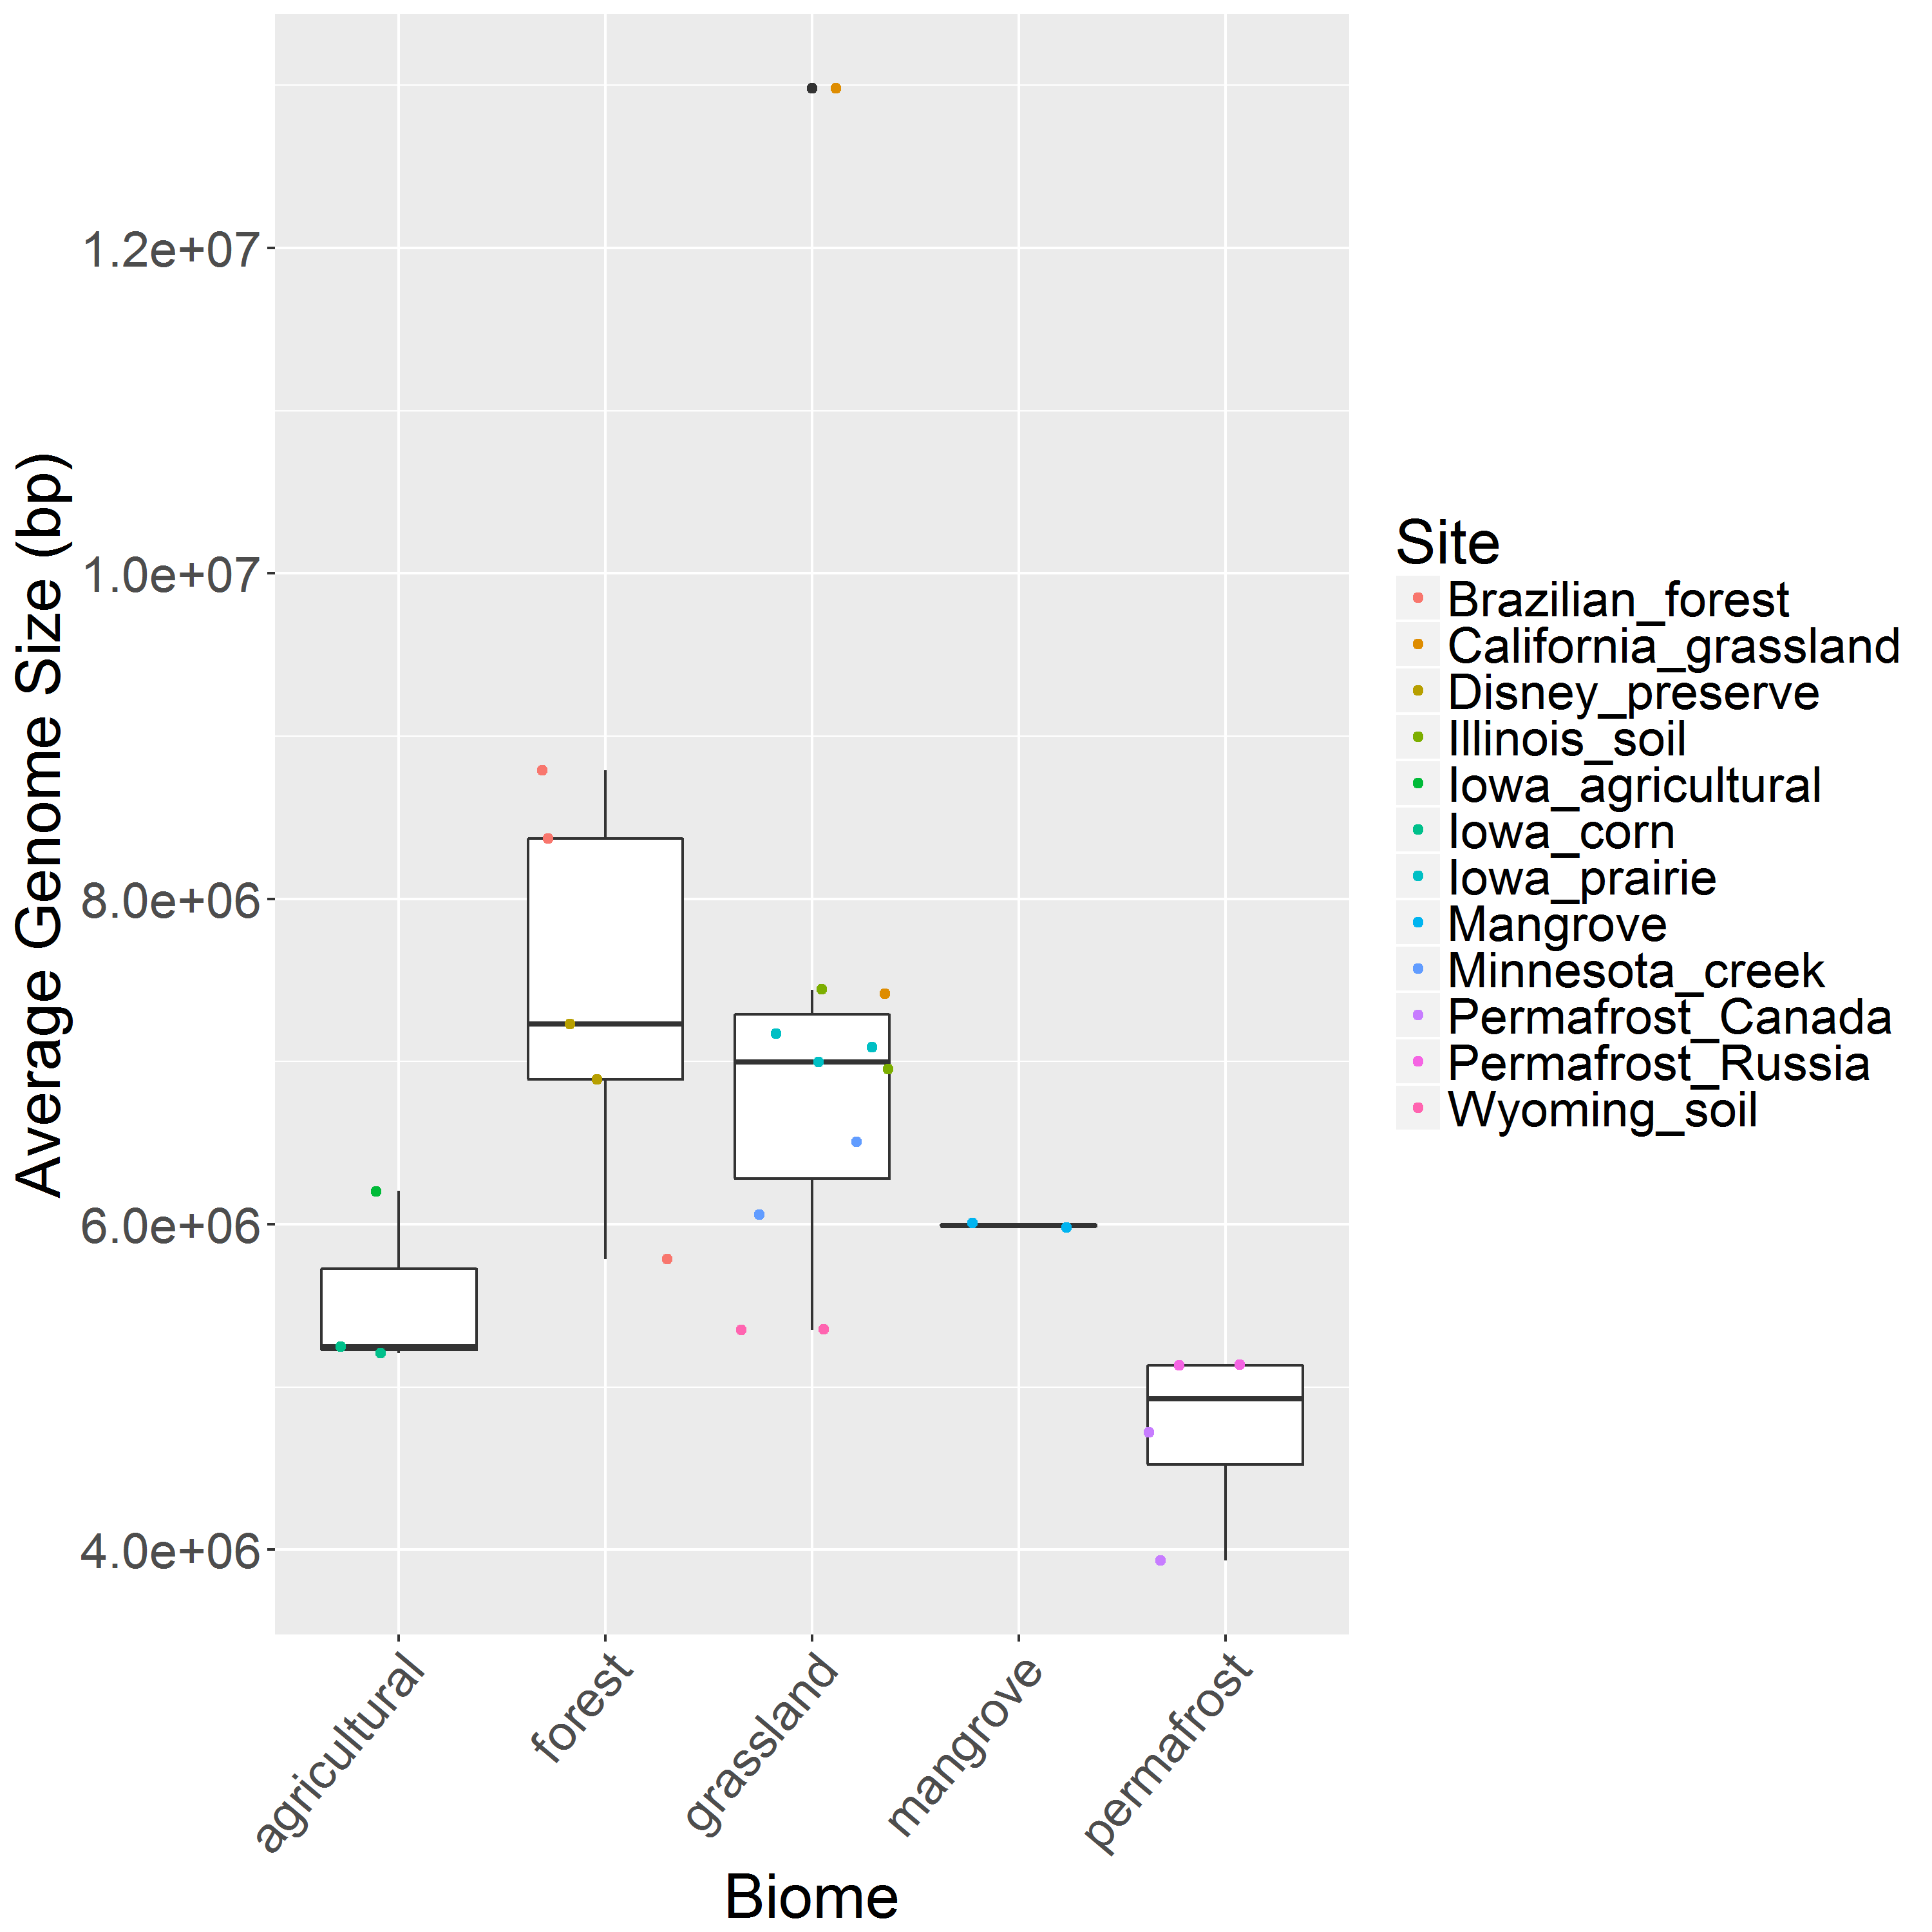 Average Genome Size (bp)
1.2e+07
1.0e+07
8.0e+06
6.0e+06
4.0e+06
agricultural
forest
grassland
mangrove
permafrost
Biome
Site
Brazilian_forest
California_grassland
Disney_preserve
Illinois_soil
Iowa_agricultural
Iowa_corn
Iowa_prairie
Mangrove
Minnesota_creek
Permafrost_Canada
Permafrost_Russia
Wyoming_soil